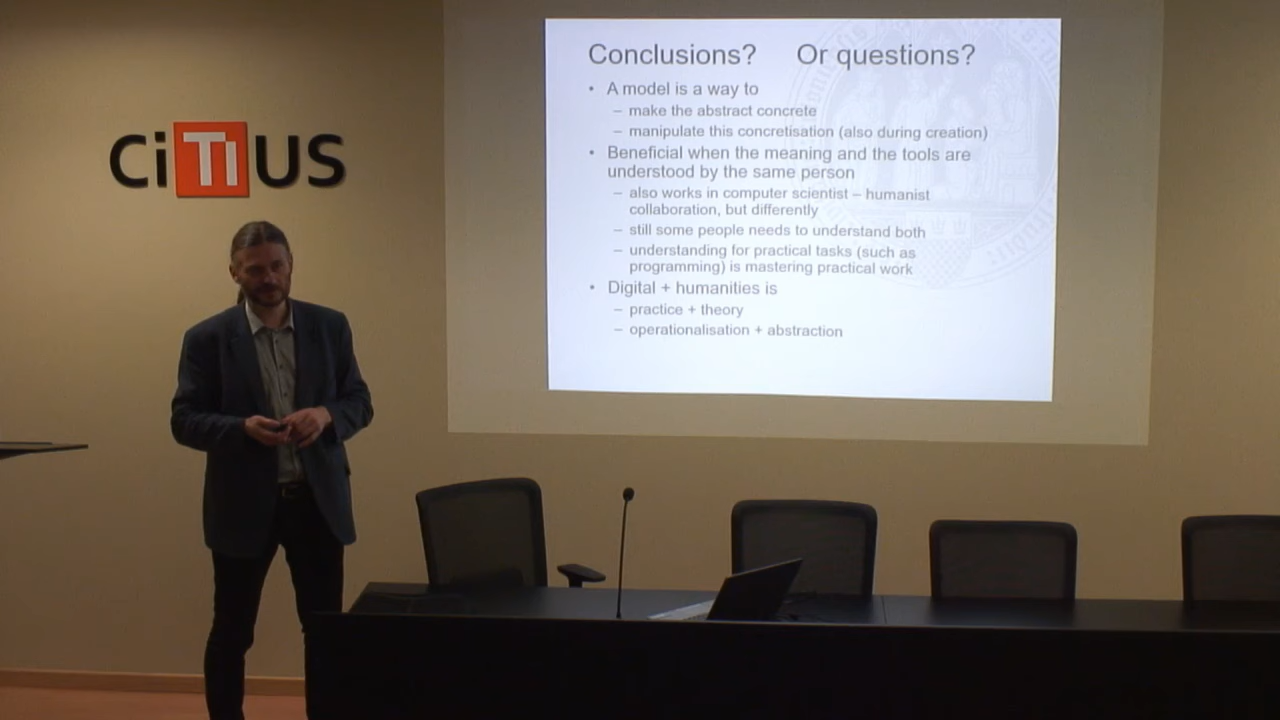 CiTIUS
Conclusions? Or questions?
• A model is a way to
– make the abstract concrete
– manipulate this concretisation (also during creation)
• Beneficial when the meaning and the tools are
understood by the same person
– also works in computer scientist – humanist
collaboration, but differently
– still some people needs to understand both
– understanding for practical tasks (such as
programming) is mastering practical work
• Digital + humanities is
– practice + theory
– operationalisation + abstraction